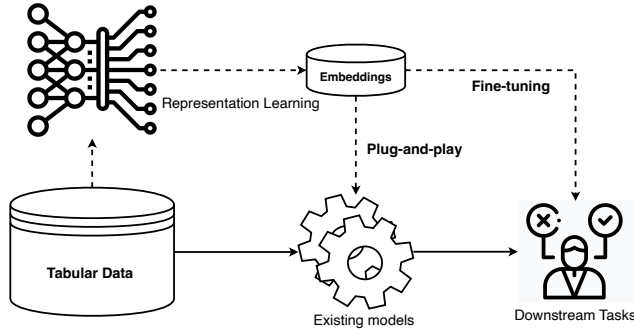 Embeddings
Fine-tuning
Representation Learning
Plug-and-play
Tabular Data
Existing models
Downstream Tasks